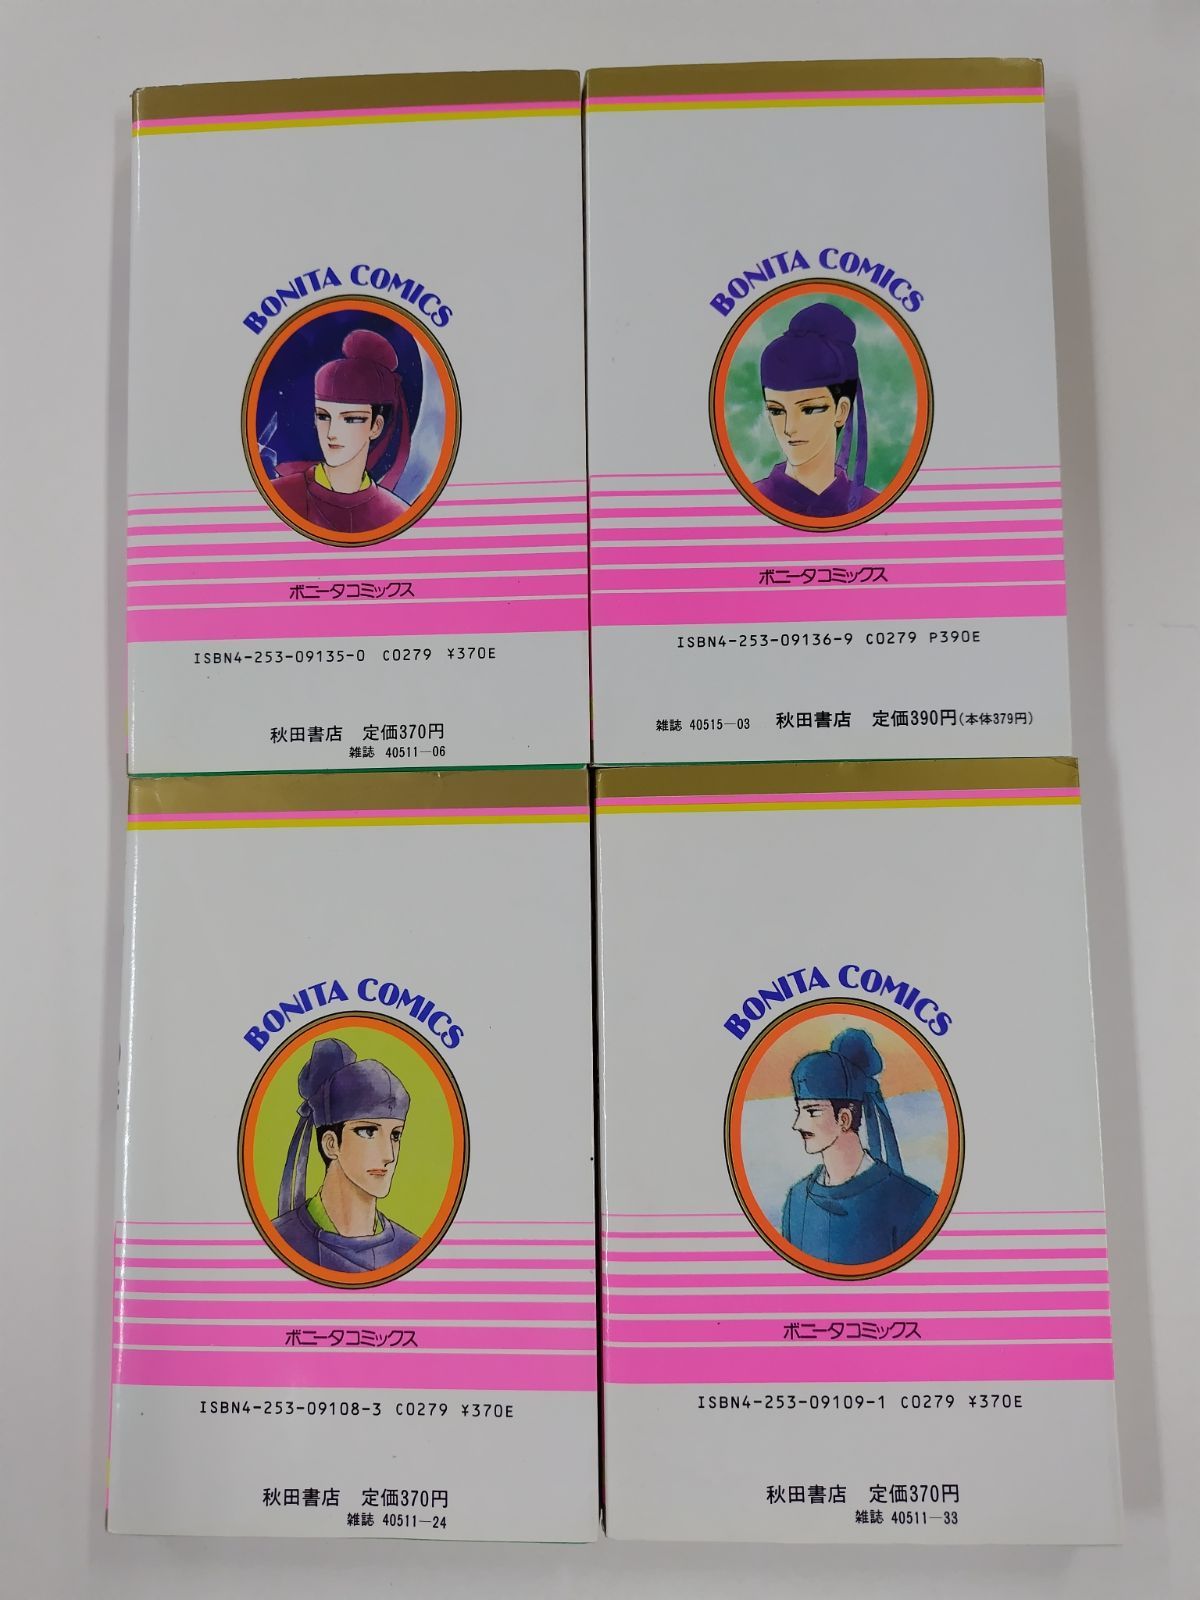 BONITA COMICS
ボニータコミックス
ISBN4-253-09135-0 C0279 ¥370E
秋田書店 定価370円
雑誌 40511-06
BONITA COMICS
ボニータコミックス
ISBN4-253-09136-9 C0279 P390E
雑誌 40515-03 秋田書店 定価390円(本体379円)
BONITA COMICS
ボニータコミックス
ISBN4-253-09108-3 C0279 ¥370E
秋田書店 定価370円
雑誌 40511-24
BONITA COMICS
ボニータコミックス
ISBN4-253-09109-1 C0279 ¥370E
秋田書店 定価370円
雑誌 40511-33